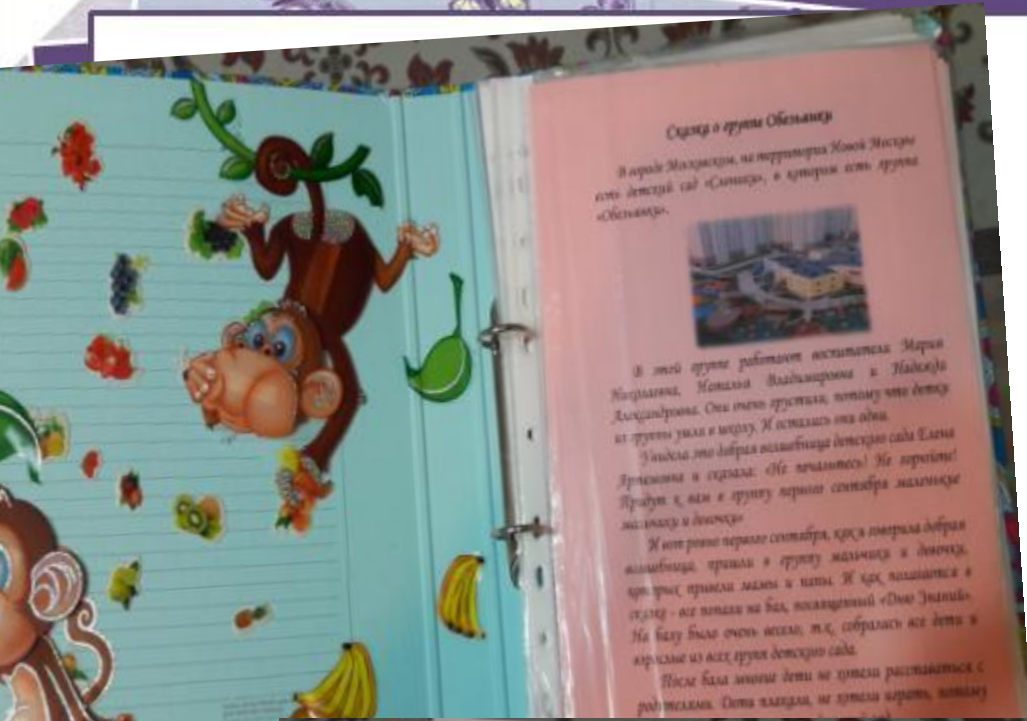 Сказка о группе Обезьянки
В городе Московском, на территории Новой Москвы
есть детский сад «Слоники», в котором есть группа
«Обезьянки».
В этой группе работают воспитатели Мария
Николаевна, Наталья Владимировна и Надежда
Александровна. Они очень грустили, потому что детки
из группы ушли в школу. И остались они одни.
Увидела это добрая волшебница детского сада Елена
Артемовна и сказала: «Не печальтесь! Не горюйте!
Придут к вам в группу первого сентября маленькие
мальчики и девочки»
И вот ровно первого сентября, как и говорила добрая
волшебница, пришли в группу мальчики и девочки,
которых привели мамы и папы. И как полагается в
сказке - все попали на бал, посвященный «Дню Знаний».
На балу было очень весело, т.к. собрались все дети и
взрослые из всех групп детского сада.
После бала многие дети не хотели расставаться с
родителями. Дети плакали, не хотели играть, потому